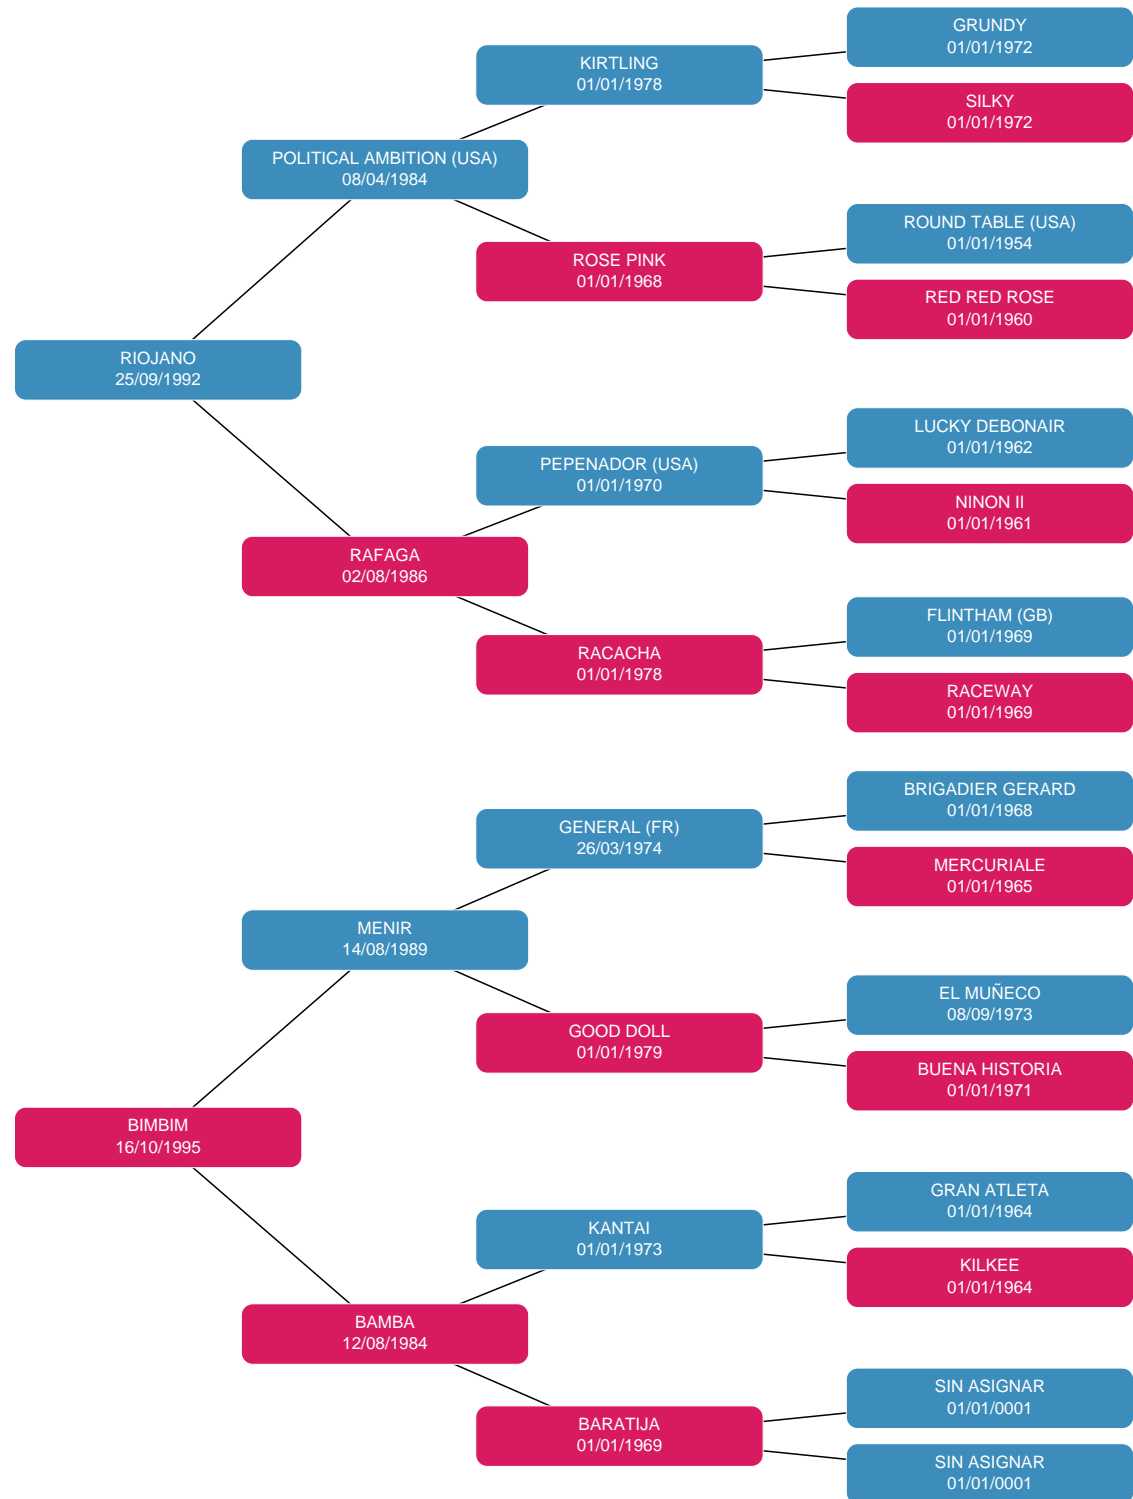 GRUNDY
01/01/1972
KIRTLING
01/01/1978
SILKY
01/01/1972
POLITICAL AMBITION (USA)
08/04/1984
ROUND TABLE (USA)
01/01/1954
ROSE PINK
01/01/1968
RED RED ROSE
01/01/1960
RIOJANO
25/09/1992
LUCKY DEBONAIR
01/01/1962
PEPENADOR (USA)
01/01/1970
NINON II
01/01/1961
RAFAGA
02/08/1986
FLINTHAM (GB)
01/01/1969
RACACHA
01/01/1978
RACEWAY
01/01/1969
BRIGADIER GERARD
01/01/1968
GENERAL (FR)
26/03/1974
MERCURIALE
01/01/1965
MENIR
14/08/1989
EL MUÑECO
08/09/1973
GOOD DOLL
01/01/1979
BUENA HISTORIA
01/01/1971
BIMBIM
16/10/1995
GRAN ATLETA
01/01/1964
KANTAI
01/01/1973
KILKEE
01/01/1964
BAMBA
12/08/1984
SIN ASIGNAR
01/01/0001
BARATIJA
01/01/1969
SIN ASIGNAR
01/01/0001